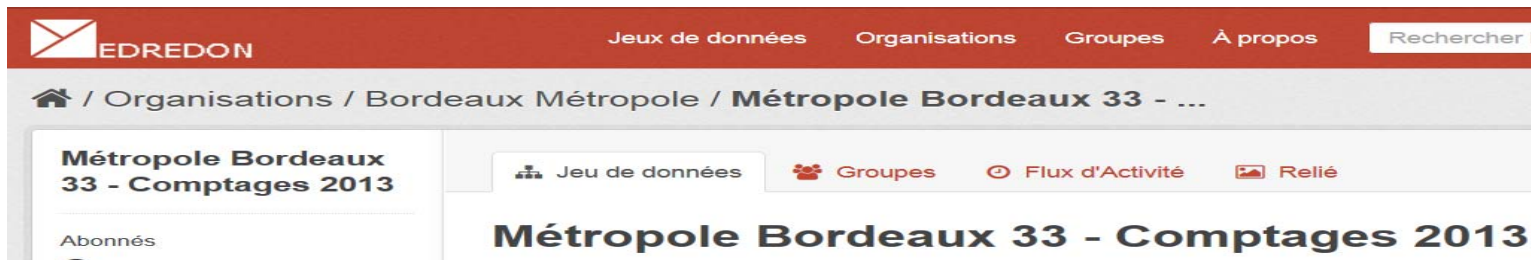 EDREDON
Jeux de données Organisations Groupes À propos Rechercher
/ Organisations / Bordeaux Métropole / Métropole Bordeaux 33 - ...
Métropole Bordeaux
33 - Comptages 2013
Abonnés
Jeu de données Groupes Flux d'Activité Relié
Métropole Bordeaux 33 - Comptages 2013